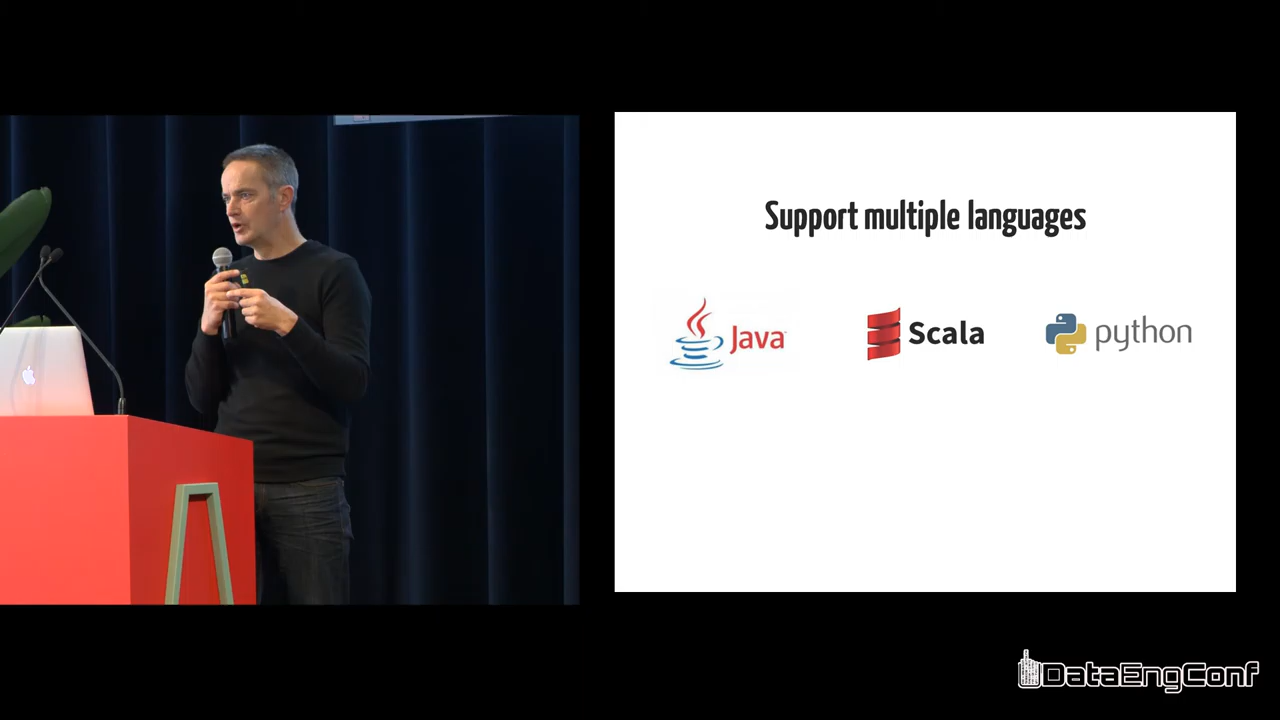 Support multiple languages
Java
Scala
python
DataEngConf